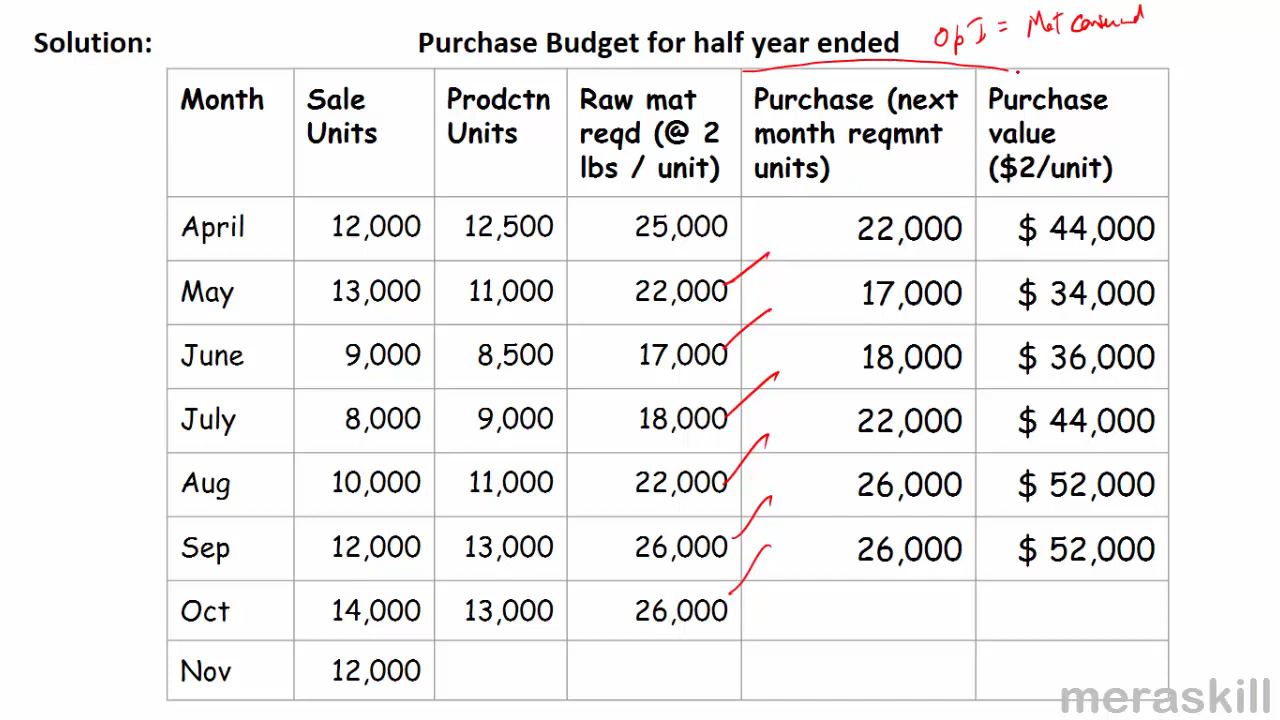 Solution: Purchase Budget for half year ended OpI = Mat Consumed
Month Sale Units Prodctn Units Raw mat reqd (@ 2 lbs / unit) Purchase (next month reqmnt units) Purchase value ($2/unit)
April 12,000 12,500 25,000 22,000 $ 44,000
May 13,000 11,000 22,000 17,000 $ 34,000
June 9,000 8,500 17,000 18,000 $ 36,000
July 8,000 9,000 18,000 22,000 $ 44,000
Aug 10,000 11,000 22,000 26,000 $ 52,000
Sep 12,000 13,000 26,000 26,000 $ 52,000
Oct 14,000 13,000 26,000
Nov 12,000
meraskill